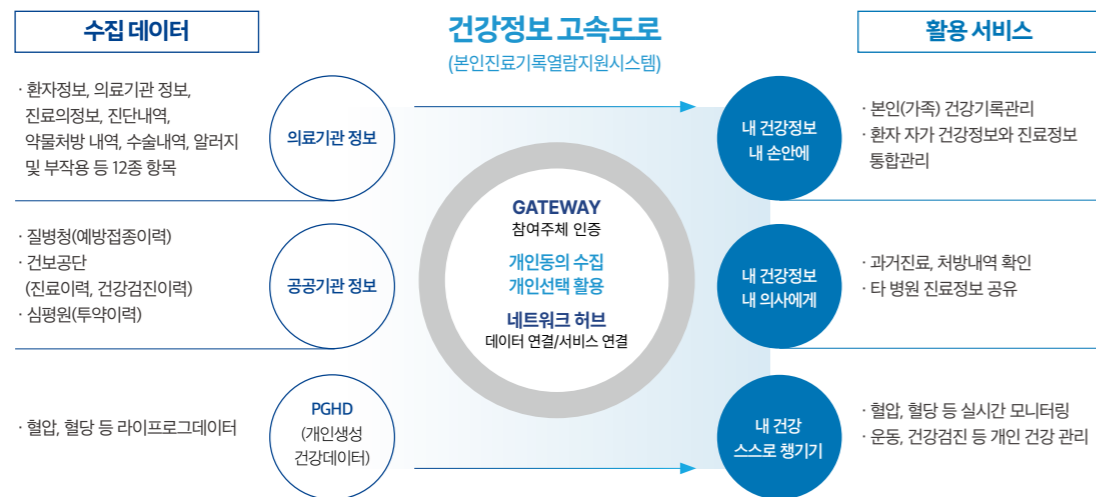 수집 데이터
건강정보 고속도로
(본인진료기록열람지원시스템)
활용 서비스
· 환자정보, 의료기관 정보,
진료의정보, 진단내역,
약물처방 내역, 수술내역, 알러지
및 부작용 등 12종 항목
의료기관 정보
내 건강정보
내 손안에
· 본인(가족) 건강기록관리
· 환자 자가 건강정보와 진료정보
통합관리
GATEWAY
참여주체 인증
개인동의 수집
개인선택 활용
네트워크 허브
데이터 연결/서비스 연결
· 질병청(예방접종이력)
· 건보공단
(진료이력, 건강검진이력)
· 심평원(투약이력)
공공기관 정보
내 건강정보
내 의사에게
· 과거진료, 처방내역 확인
· 타 병원 진료정보 공유
· 혈압, 혈당 등 라이프로그데이터
PGHD
(개인생성
건강데이터)
내 건강
스스로 챙기기
· 혈압, 혈당 등 실시간 모니터링
· 운동, 건강검진 등 개인 건강 관리